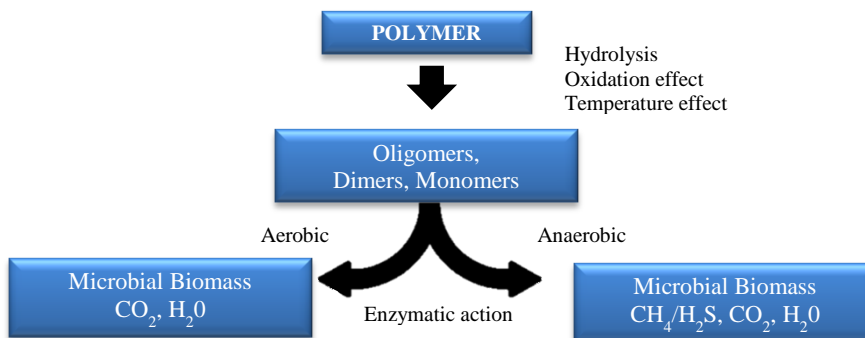 POLYMER
Hydrolysis
Oxidation effect
Temperature effect
Oligomers,
Dimers, Monomers
Aerobic
Anaerobic
Microbial Biomass
CO₂, H₂0
Enzymatic action
Microbial Biomass
CH₄/H₂S, CO₂, H₂0